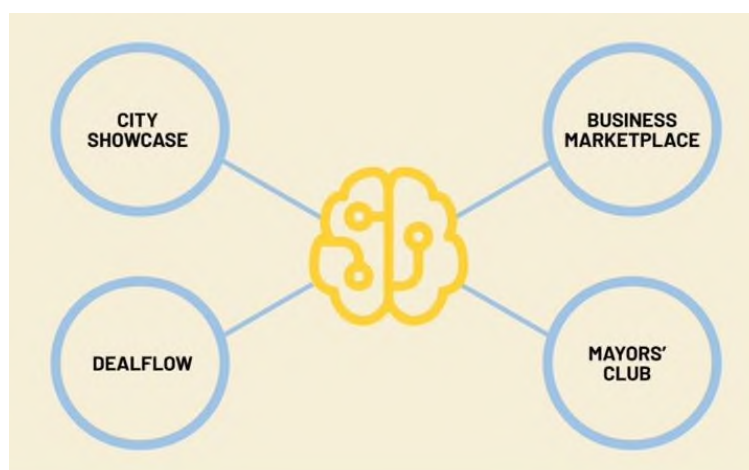 CITY
SHOWCASE
BUSINESS
MARKETPLACE
DEALFLOW
MAYORS’
CLUB